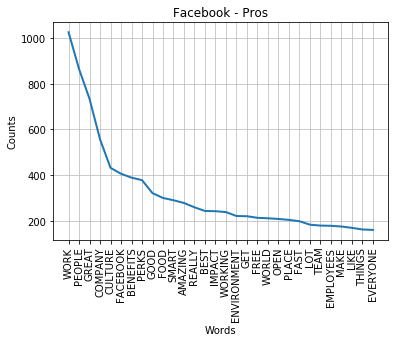 Facebook - Pros
1000
800
600
400
200
Counts
WORK
PEOPLE
GREAT
COMPANY
CULTURE
FACEBOOK
BENEFITS
PERKS
GOOD
FOOD
SMART
AMAZING
REALLY
BEST
IMPACT
WORKING
ENVIRONMENT
GET
FREE
WORLD
OPEN
PLACE
FAST
LOT
TEAM
EMPLOYEES
MAKE
LIKE
THINGS
EVERYONE
Words